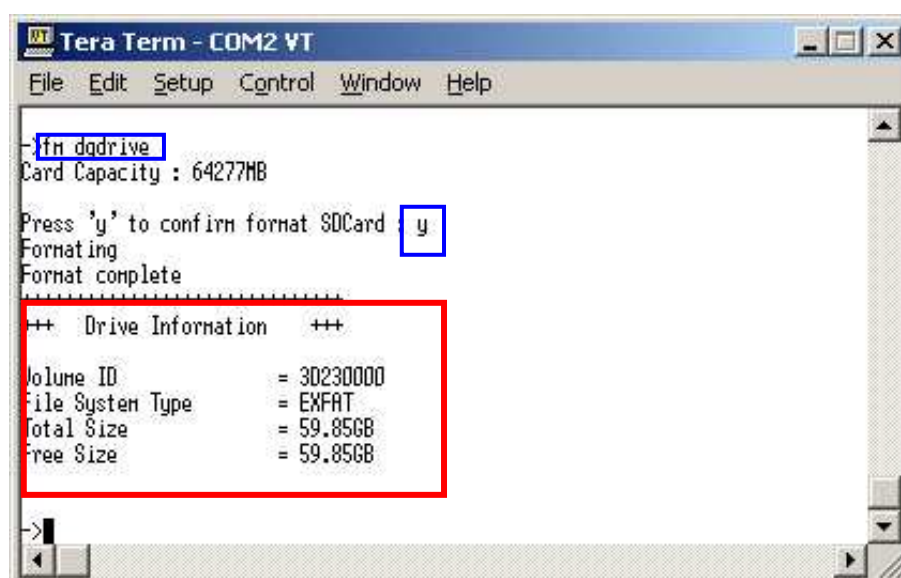 Tera Term - COM2 VT
File Edit Setup Control Window Help
->fm dgdrive
Card Capacity : 64277MB
Press 'y' to confirm format SDCard : y
Formating
Format complete
++++++++++++++++++++++++++++++
+++ Drive Information +++
Volume ID = 3D230000
File System Type = EXFAT
Total Size = 59.85GB
Free Size = 59.85GB
->